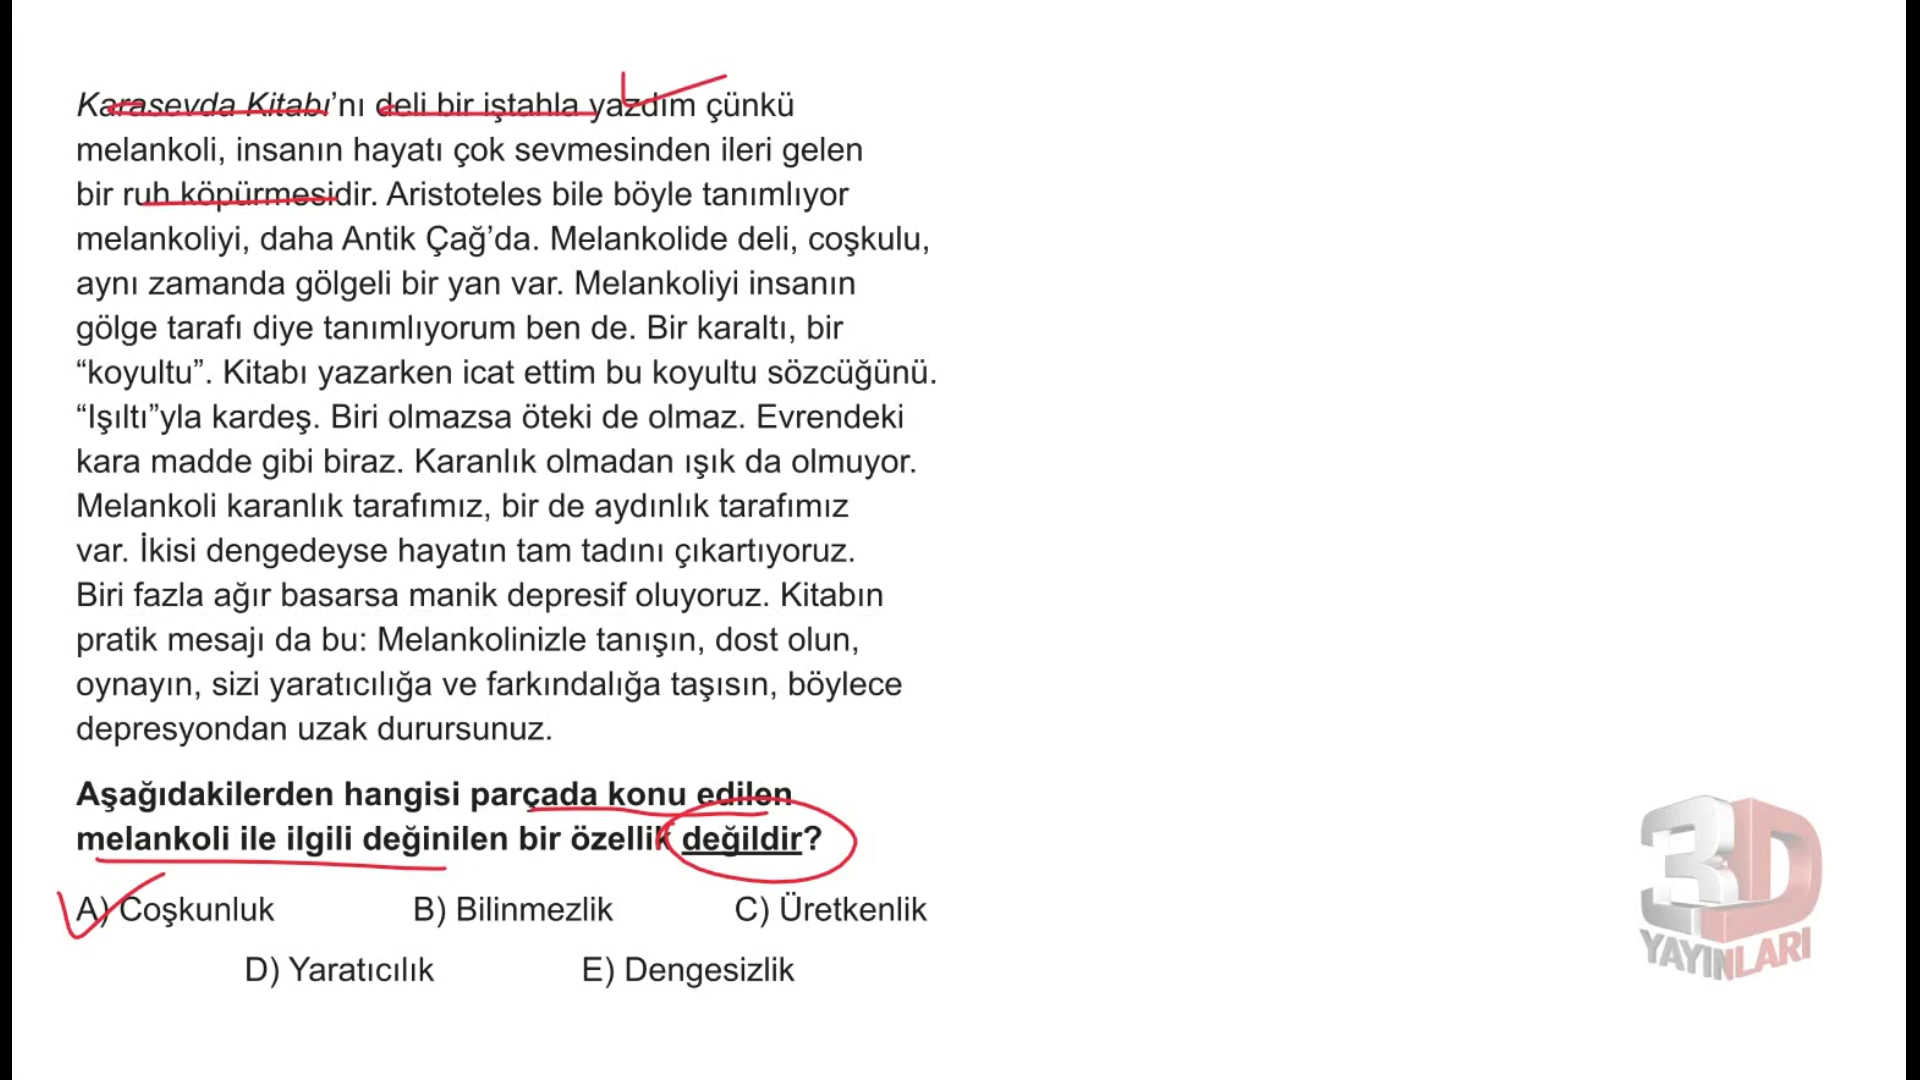 Karasevda Kitabı’nı deli bir iştahla yazdım çünkü
melankoli, insanın hayatı çok sevmesinden ileri gelen
bir ruh köpürmesidir. Aristoteles bile böyle tanımlıyor
melankoliyi, daha Antik Çağ’da. Melankolide deli, coşkulu,
aynı zamanda gölgeli bir yan var. Melankoliyi insanın
gölge tarafı diye tanımlıyorum ben de. Bir karaltı, bir
“koyultu”. Kitabı yazarken icat ettim bu koyultu sözcüğünü.
“Işıltı”yla kardeş. Biri olmazsa öteki de olmaz. Evrendeki
kara madde gibi biraz. Karanlık olmadan ışık da olmuyor.
Melankoli karanlık tarafımız, bir de aydınlık tarafımız
var. İkisi dengedeyse hayatın tam tadını çıkartıyoruz.
Biri fazla ağır basarsa manik depresif oluyoruz. Kitabın
pratik mesajı da bu: Melankolinizle tanışın, dost olun,
oynayın, sizi yaratıcılığa ve farkındalığa taşısın, böylece
depresyondan uzak durursunuz.
Aşağıdakilerden hangisi parçada konu edilen
melankoli ile ilgili değinilen bir özellik değildir?
A) Coşkunluk B) Bilinmezlik C) Üretkenlik
D) Yaratıcılık E) Dengesizlik
3D
YAYINLARI